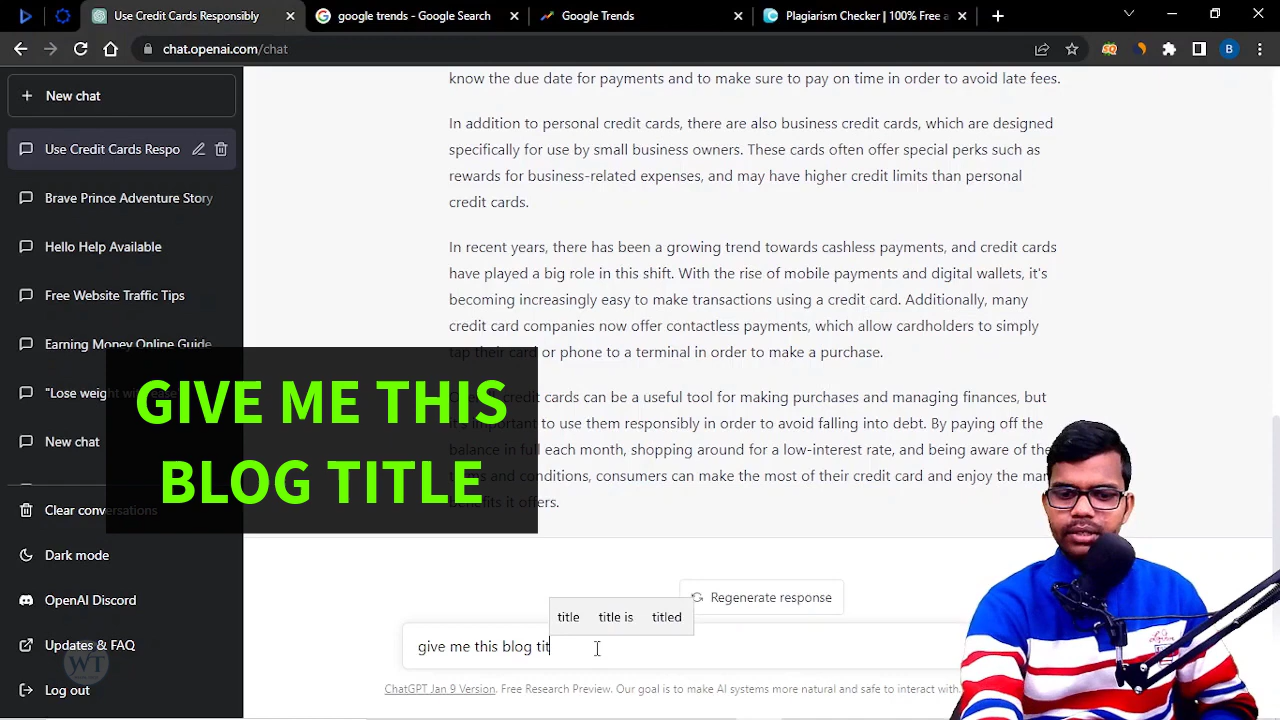 Use Credit Cards Responsibly
google trends - Google Search
Google Trends
Plagiarism Checker | 100% Free a
chat.openai.com/chat
B
New chat
Use Credit Cards Respo
Brave Prince Adventure Story
Hello Help Available
Free Website Traffic Tips
Earning Money Online Guide
"Lose weight with ease
New chat
Clear conversations
Dark mode
OpenAI Discord
Updates & FAQ
Log out
WT
know the due date for payments and to make sure to pay on time in order to avoid late fees.
In addition to personal credit cards, there are also business credit cards, which are designed
specifically for use by small business owners. These cards often offer special perks such as
rewards for business-related expenses, and may have higher credit limits than personal
credit cards.
In recent years, there has been a growing trend towards cashless payments, and credit cards
have played a big role in this shift. With the rise of mobile payments and digital wallets, it's
becoming increasingly easy to make transactions using a credit card. Additionally, many
credit card companies now offer contactless payments, which allow cardholders to simply
tap their card or phone to a terminal in order to make a purchase.
credit cards can be a useful tool for making purchases and managing finances, but
it's important to use them responsibly in order to avoid falling into debt. By paying off the
balance in full each month, shopping around for a low-interest rate, and being aware of the
terms and conditions, consumers can make the most of their credit card and enjoy the man
benefits it offers.
GIVE ME THIS
BLOG TITLE
Regenerate response
title title is titled
give me this blog tit
ChatGPT Jan 9 Version. Free Research Preview. Our goal is to make AI systems more natural and safe to interact with.